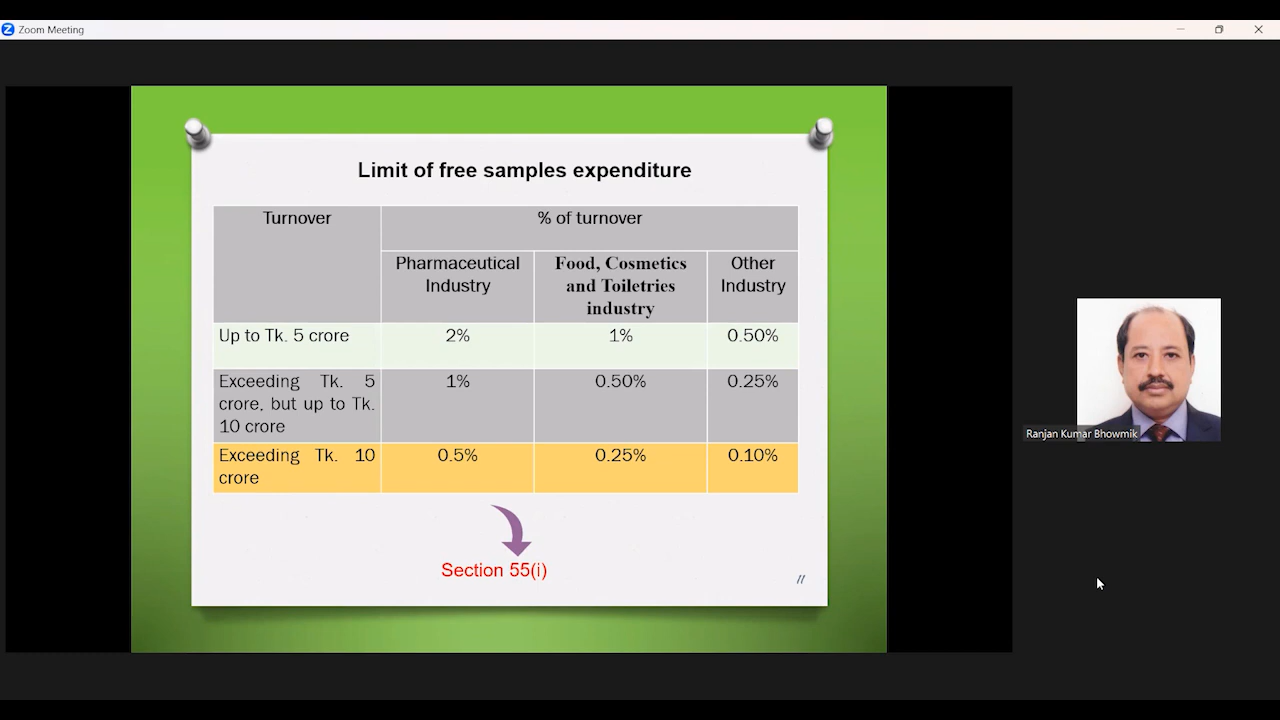 Zoom Meeting
Limit of free samples expenditure
Turnover
% of turnover
Pharmaceutical
Industry
Food, Cosmetics
and Toiletries
industry
Other
Industry
Up to Tk. 5 crore
2%
1%
0.50%
Exceeding Tk. 5
crore, but up to Tk.
10 crore
1%
0.50%
0.25%
Exceeding Tk. 10
crore
0.5%
0.25%
0.10%
Section 55(i)
//
Ranjan Kumar Bhowmik